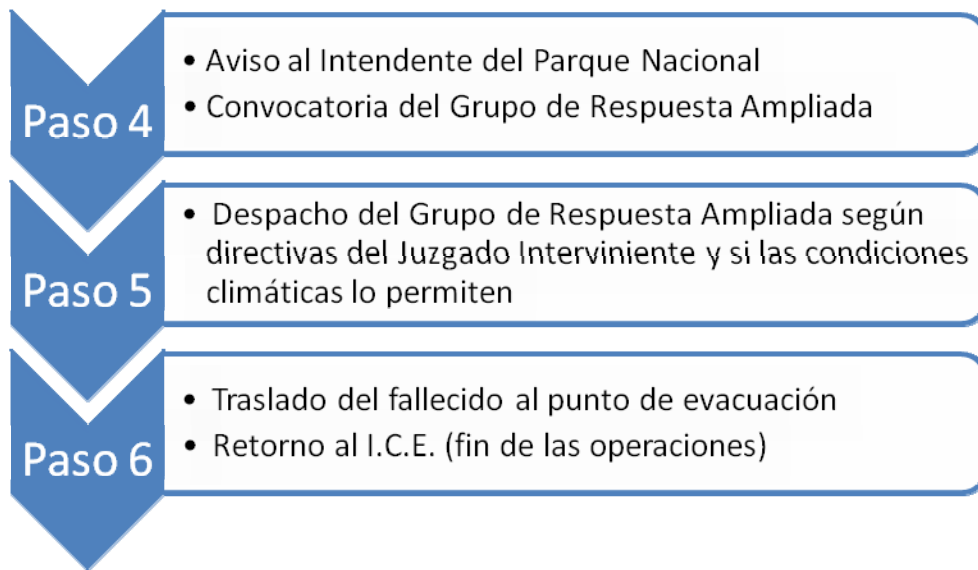 Paso 4
• Aviso al Intendente del Parque Nacional
• Convocatoria del Grupo de Respuesta Ampliada
Paso 5
• Despacho del Grupo de Respuesta Ampliada según
directivas del Juzgado Interviniente y si las condiciones
climáticas lo permiten
Paso 6
• Traslado del fallecido al punto de evacuación
• Retorno al I.C.E. (fin de las operaciones)